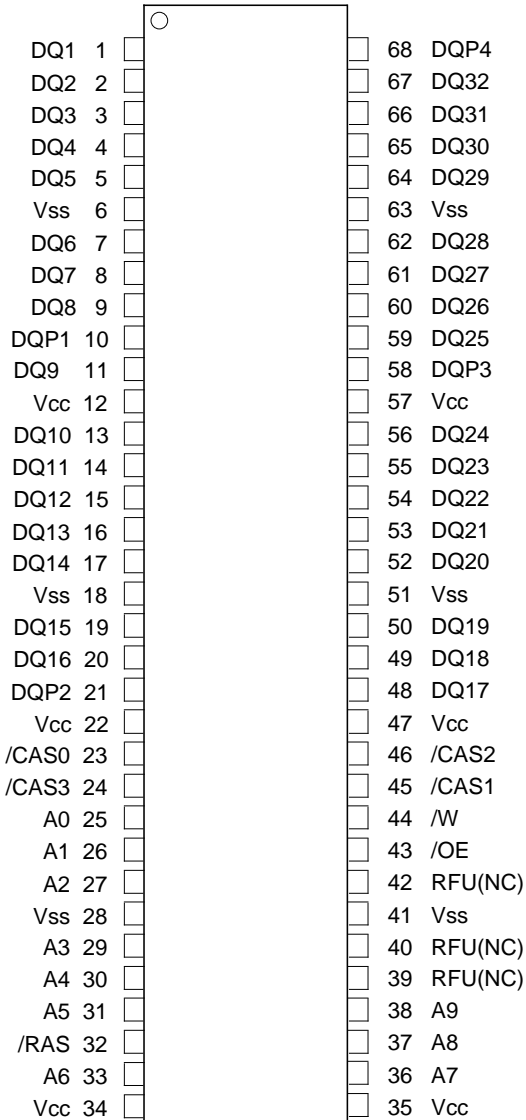 DQ1 1 68 DQP4
DQ2 2 67 DQ32
DQ3 3 66 DQ31
DQ4 4 65 DQ30
DQ5 5 64 DQ29
Vss 6 63 Vss
DQ6 7 62 DQ28
DQ7 8 61 DQ27
DQ8 9 60 DQ26
DQP1 10 59 DQ25
DQ9 11 58 DQP3
Vcc 12 57 Vcc
DQ10 13 56 DQ24
DQ11 14 55 DQ23
DQ12 15 54 DQ22
DQ13 16 53 DQ21
DQ14 17 52 DQ20
Vss 18 51 Vss
DQ15 19 50 DQ19
DQ16 20 49 DQ18
DQP2 21 48 DQ17
Vcc 22 47 Vcc
/CAS0 23 46 /CAS2
/CAS3 24 45 /CAS1
A0 25 44 /W
A1 26 43 /OE
A2 27 42 RFU(NC)
Vss 28 41 Vss
A3 29 40 RFU(NC)
A4 30 39 RFU(NC)
A5 31 38 A9
/RAS 32 37 A8
A6 33 36 A7
Vcc 34 35 Vcc